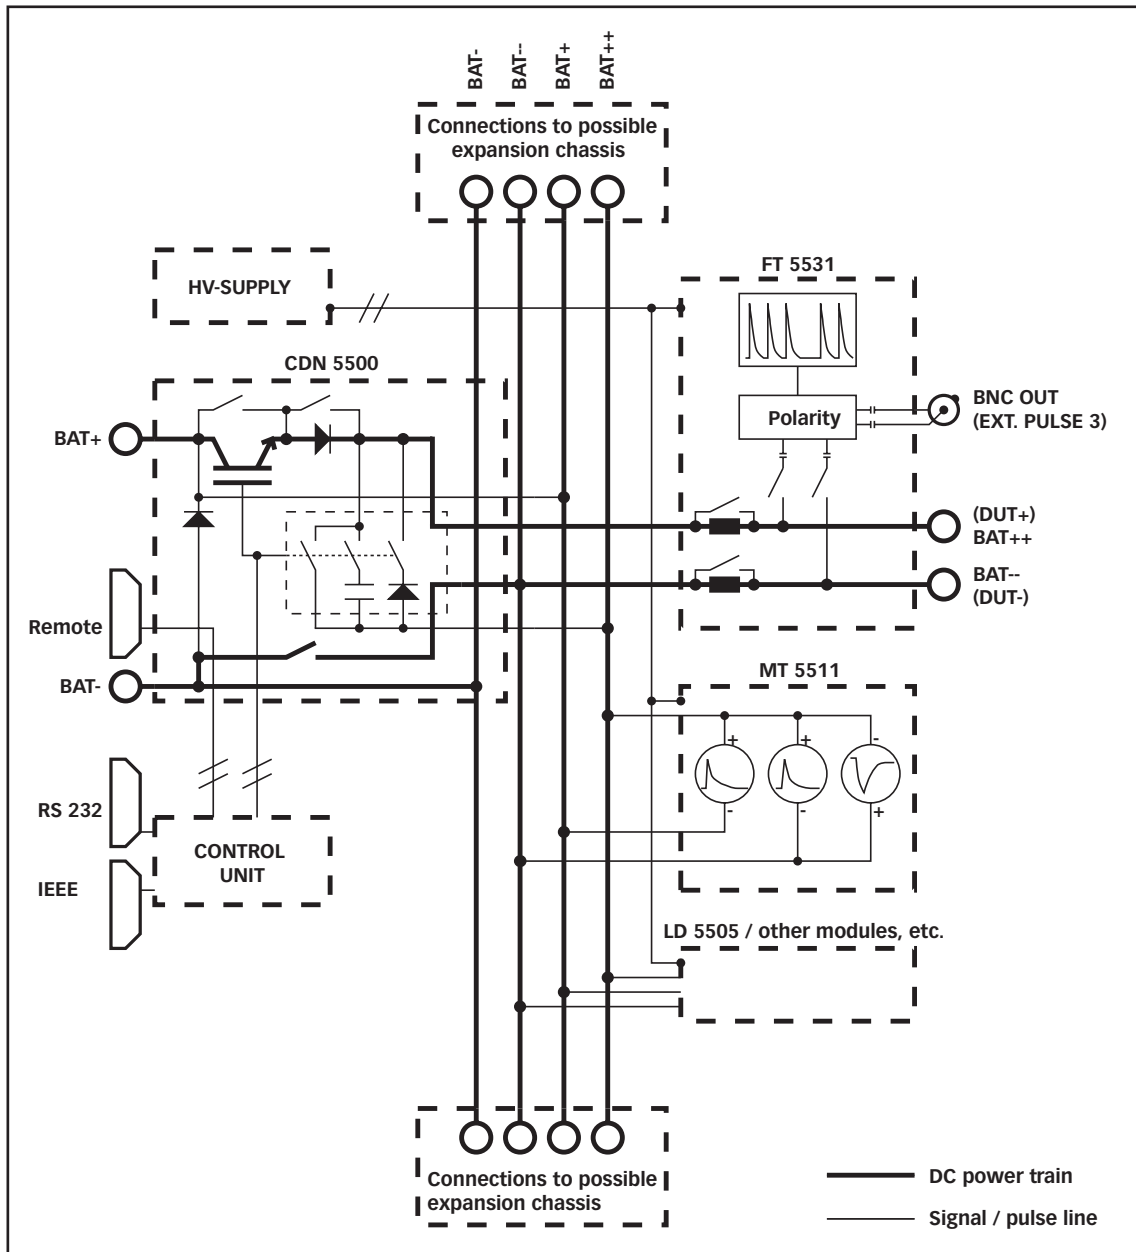 BAT-
BAT--
BAT+
BAT++
Connections to possible
expansion chassis
HV-SUPPLY
FT 5531
CDN 5500
Polarity
BNC OUT
(EXT. PULSE 3)
BAT+
(DUT+)
BAT++
BAT--
(DUT-)
Remote
BAT-
MT 5511
+
+
-
-
-
+
RS 232
CONTROL
UNIT
IEEE
LD 5505 / other modules, etc.
Connections to possible
expansion chassis
DC power train
Signal / pulse line